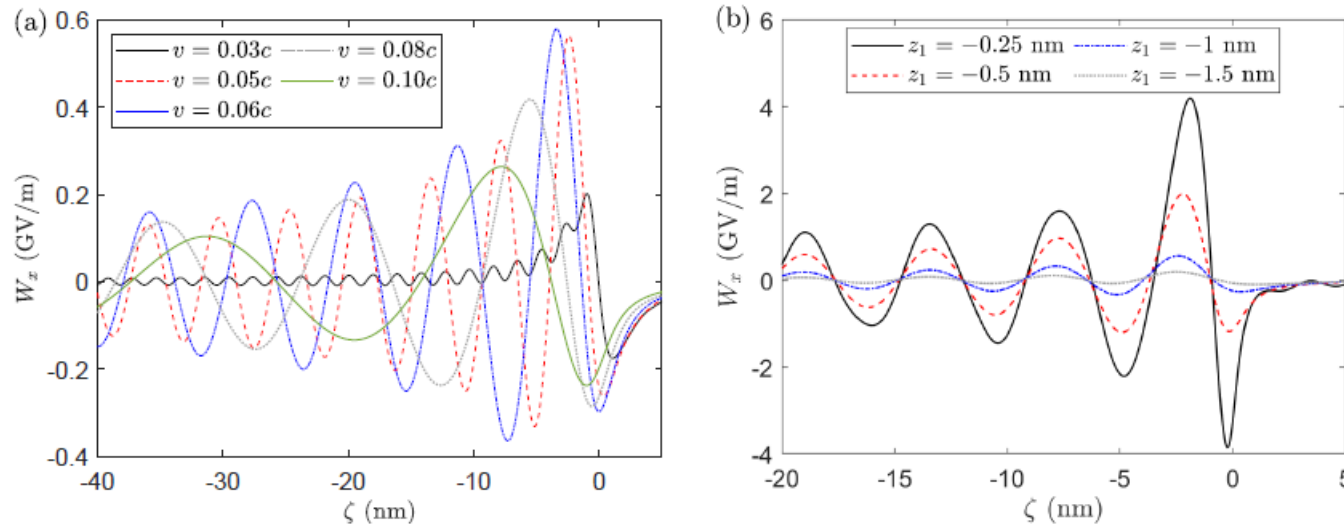 (a)
0.6
0.4
0.2
0
-0.2
-0.4
W_x (GV/m)
v = 0.03c
v = 0.05c
v = 0.06c
v = 0.08c
v = 0.10c
-40 -30 -20 -10 0
ζ (nm)
(b)
6
4
2
0
-2
-4
W_x (GV/m)
z_1 = −0.25 nm
z_1 = −0.5 nm
z_1 = −1 nm
z_1 = −1.5 nm
-20 -15 -10 -5 0 5
ζ (nm)